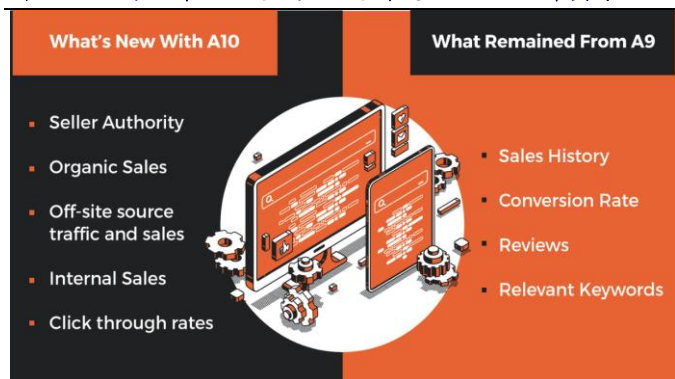 What's New With A10
Seller Authority
Organic Sales
Off-site source
traffic and sales
Internal Sales
Click through rates
What Remained From A9
Sales History
Conversion Rate
Reviews
Relevant Keywords